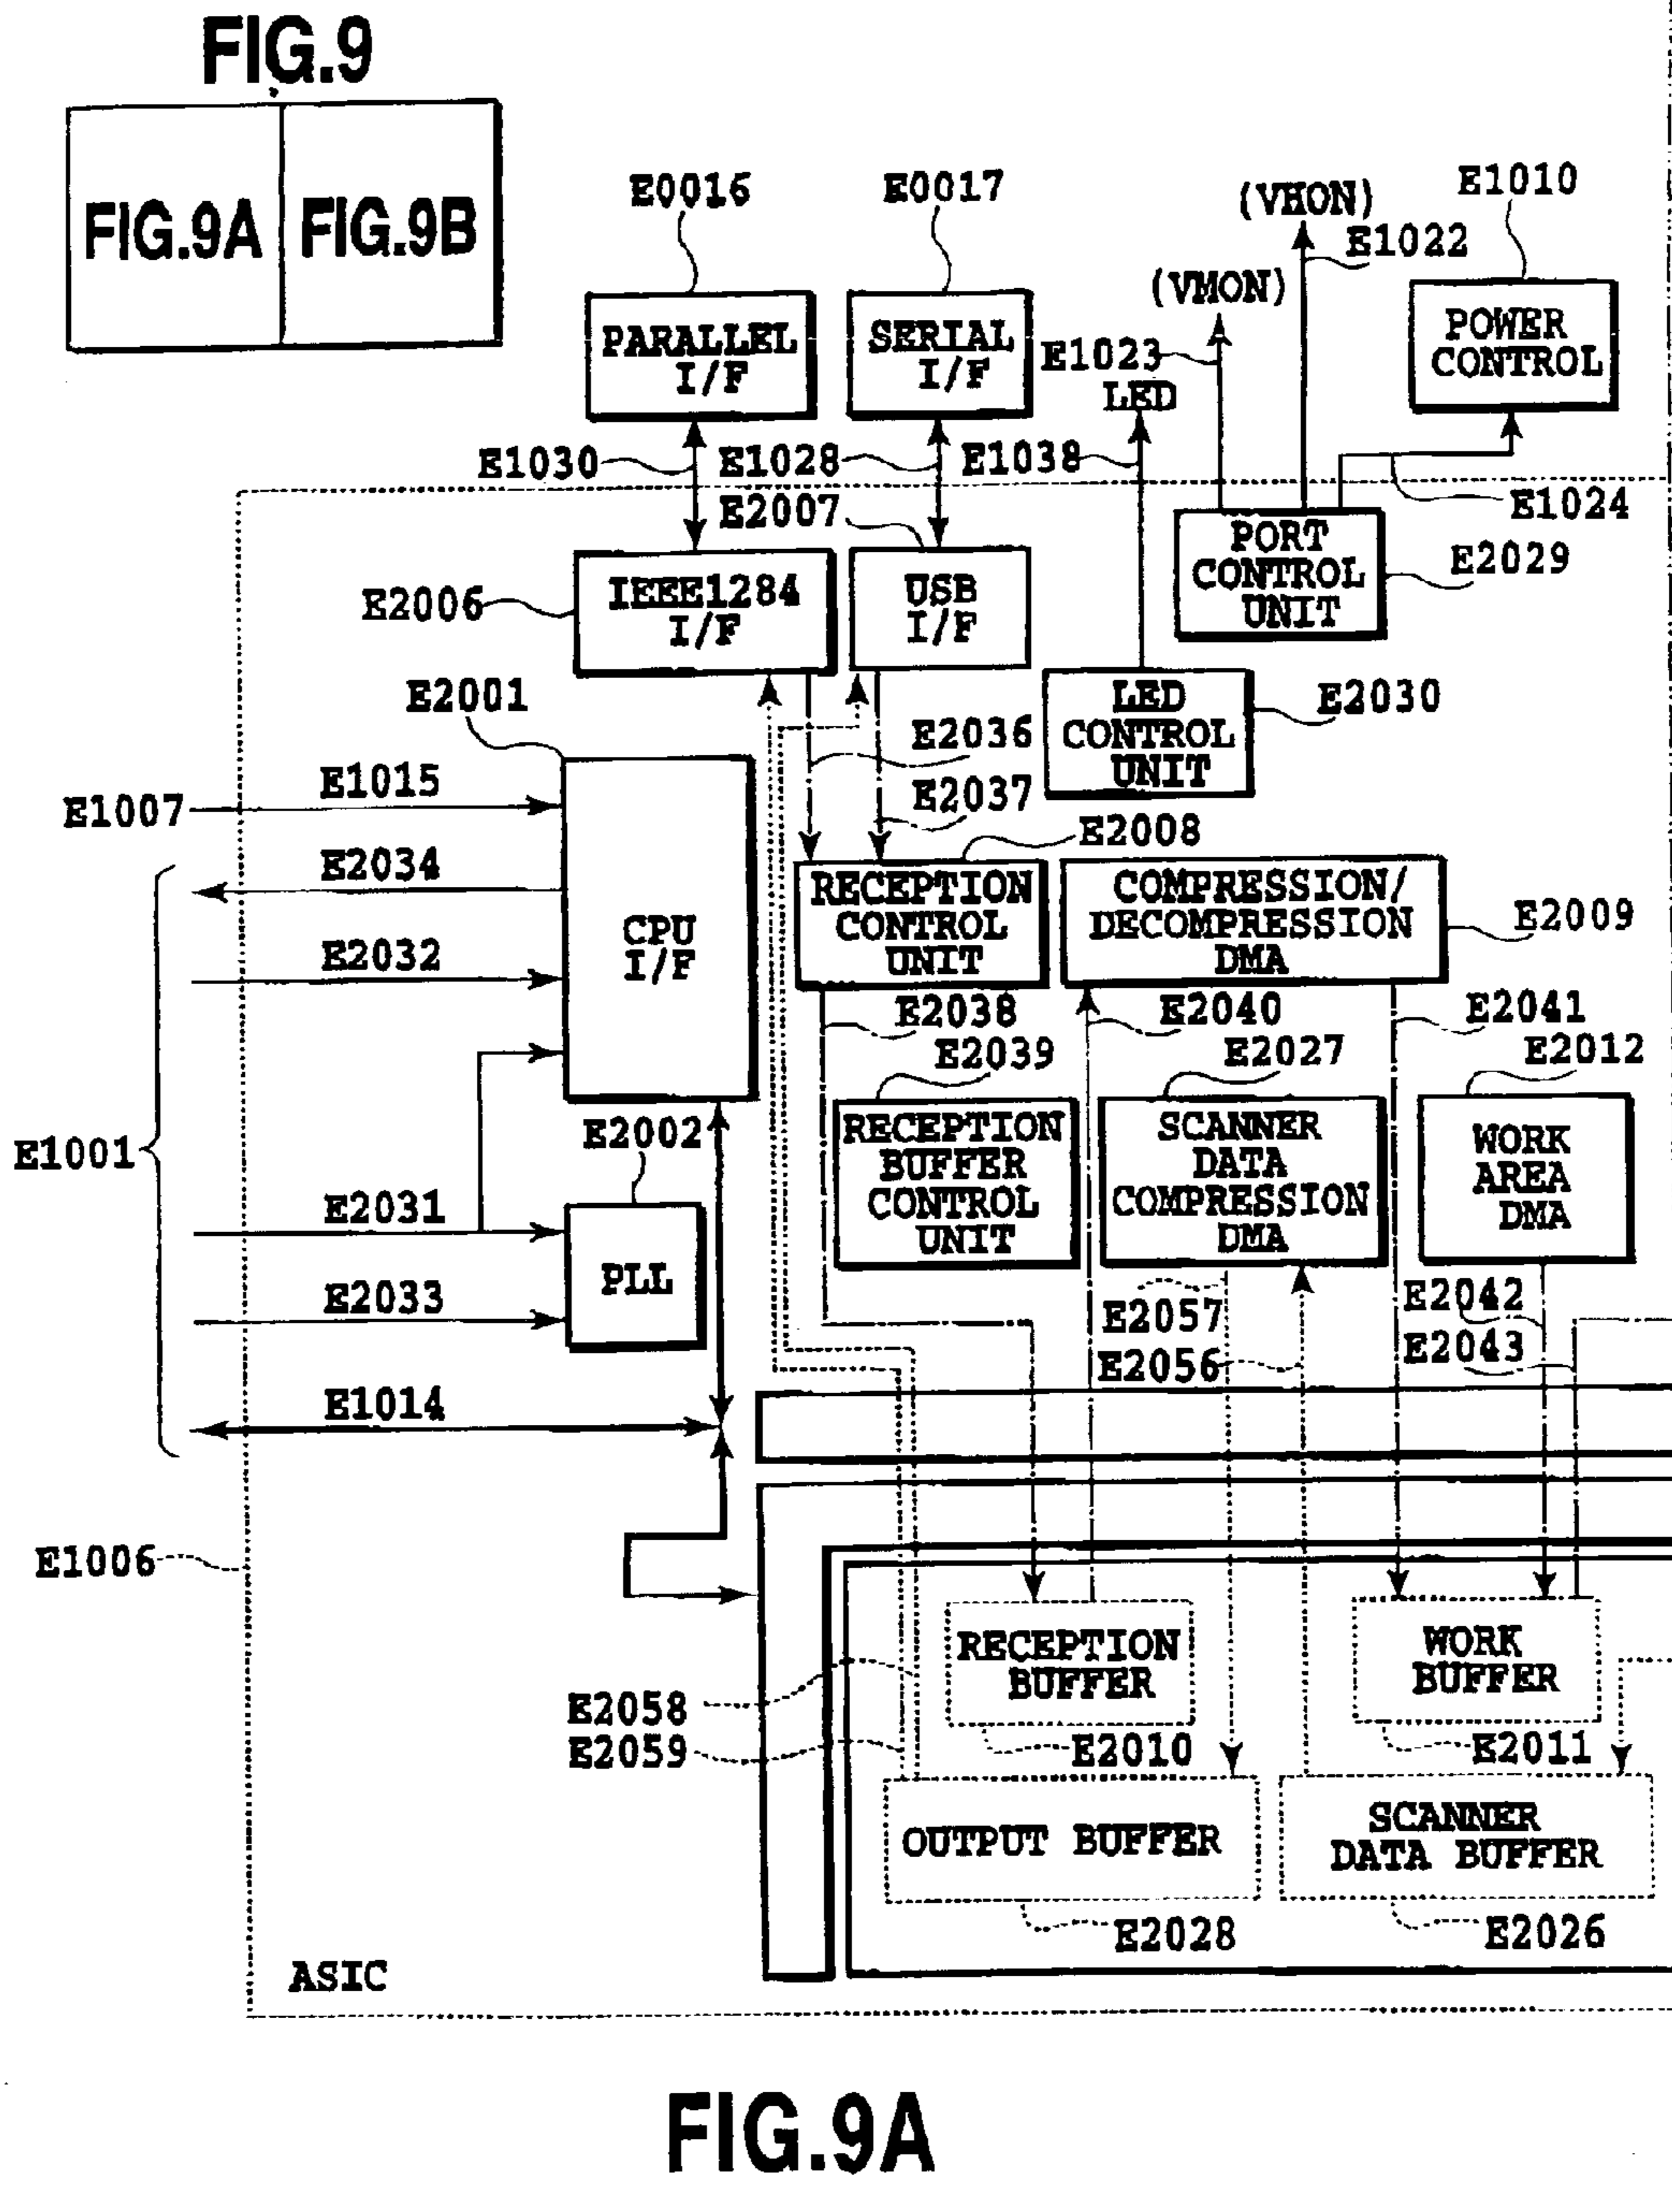 FIG.9
FIG.9A
FIG.9B
E0016
E0017
(VHON)
E1010
E1022
(VMON)
PARALLEL
I/F
SERIAL
I/F
E1023
LED
POWER
CONTROL
E1030
E1028
E1038
E1024
E2007
PORT
CONTROL
UNIT
E2029
E2006
IEEE1284
I/F
USB
I/F
E2001
LED
CONTROL
UNIT
E2030
E2036
E2037
E1007
E1015
E2008
E2034
CPU
I/F
RECEPTION
CONTROL
UNIT
COMPRESSION/
DECOMPRESSION
DMA
E2009
E2032
E2038
E2040
E2041
E2039
E2027
E2012
E1001
E2002
RECEPTION
BUFFER
CONTROL
UNIT
SCANNER
DATA
COMPRESSION
DMA
WORK
AREA
DMA
E2031
PLL
E2033
E2057
E2056
E2042
E2043
E1014
E1006
RECEPTION
BUFFER
WORK
BUFFER
E2058
E2059
E2010
E2011
OUTPUT BUFFER
SCANNER
DATA BUFFER
E2028
E2026
ASIC
FIG.9A